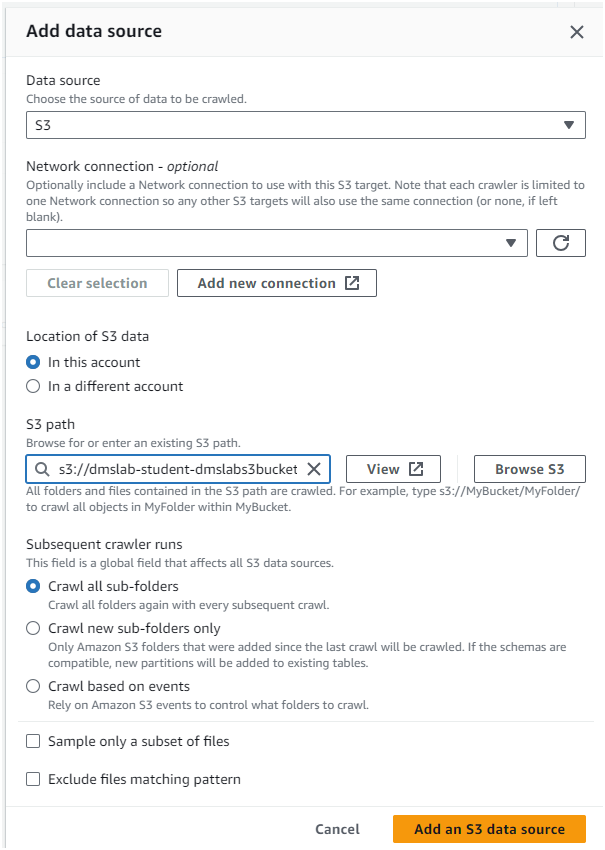 Add data source
Data source
Choose the source of data to be crawled.
S3
Network connection - optional
Optionally include a Network connection to use with this S3 target. Note that each crawler is limited to
one Network connection so any other S3 targets will also use the same connection (or none, if left
blank).
Clear selection
Add new connection
Location of S3 data
In this account
In a different account
S3 path
Browse for or enter an existing S3 path.
s3://dmslab-student-dmslabs3bucket
View
Browse S3
All folders and files contained in the S3 path are crawled. For example, type s3://MyBucket/MyFolder/
to crawl all objects in MyFolder within MyBucket.
Subsequent crawler runs
This field is a global field that affects all S3 data sources.
Crawl all sub-folders
Crawl all folders again with every subsequent crawl.
Crawl new sub-folders only
Only Amazon S3 folders that were added since the last crawl will be crawled. If the schemas are
compatible, new partitions will be added to existing tables.
Crawl based on events
Rely on Amazon S3 events to control what folders to crawl.
Sample only a subset of files
Exclude files matching pattern
Cancel
Add an S3 data source